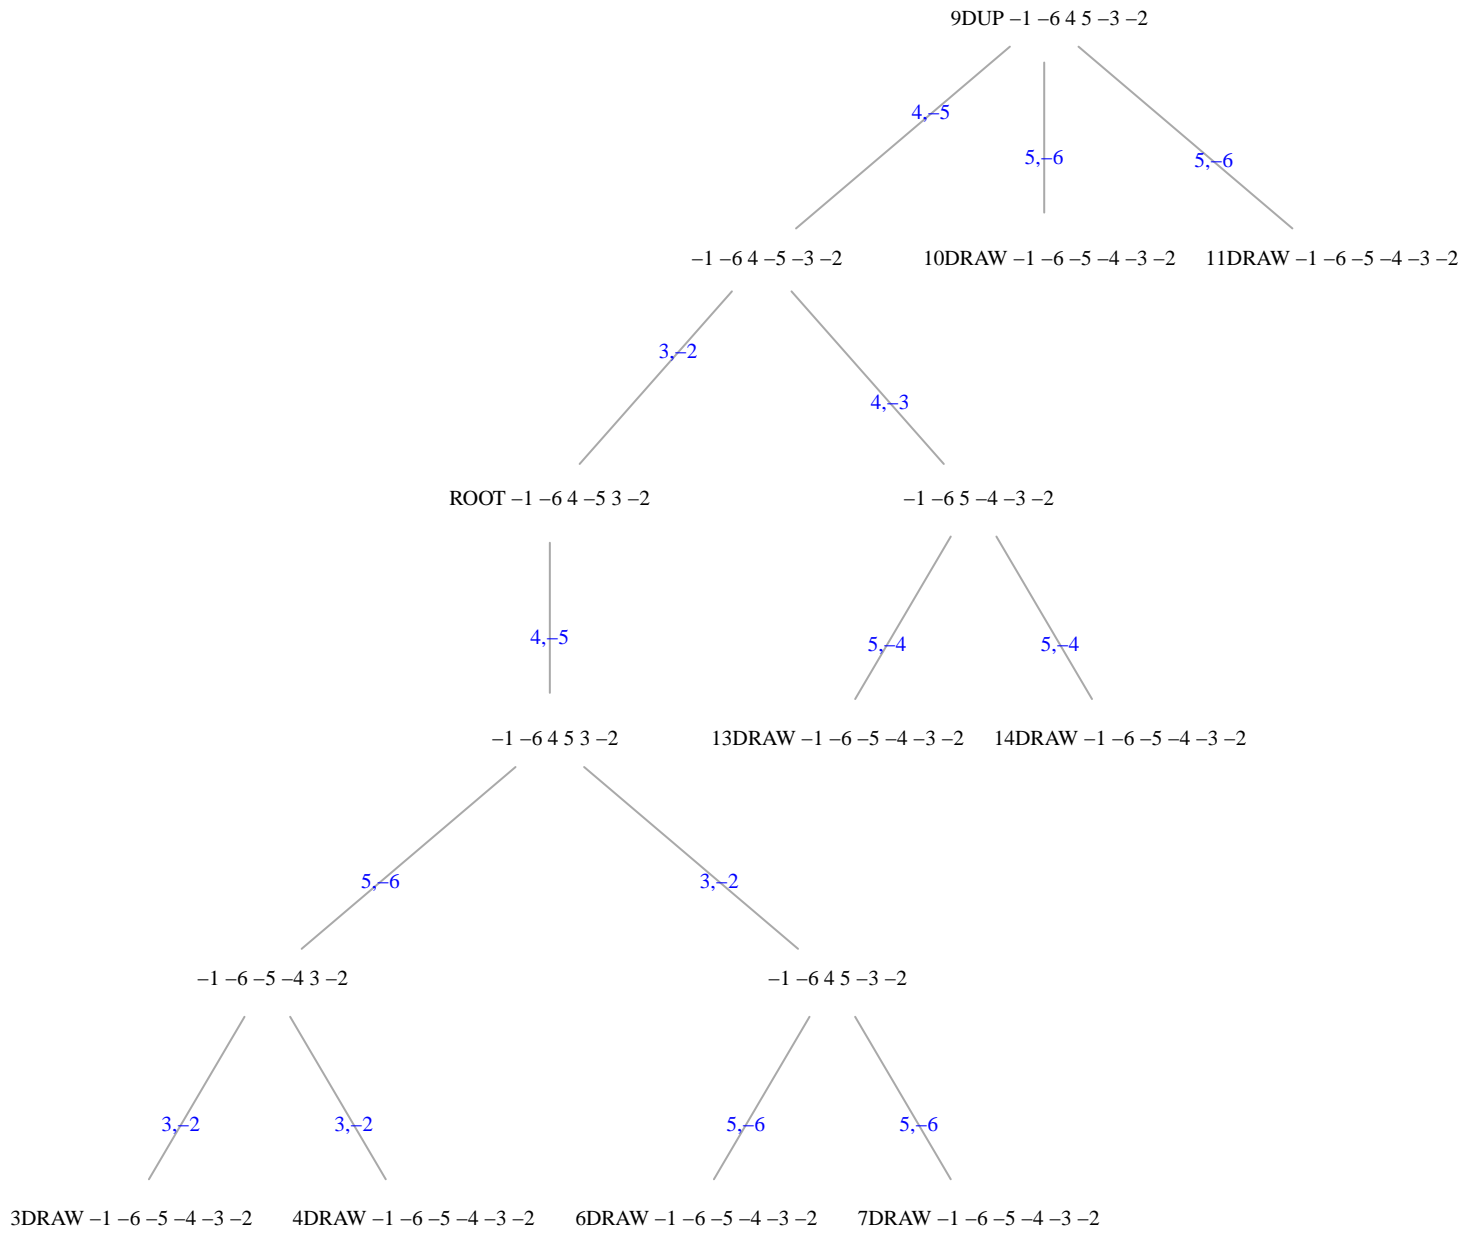 9DUP –1 –6 4 5 –3 –2
4,–5
5,–6
5,–6
–1 –6 4 –5 –3 –2
10DRAW –1 –6 –5 –4 –3 –2
11DRAW –1 –6 –5 –4 –3 –2
3,–2
4,–3
ROOT –1 –6 4 –5 3 –2
–1 –6 5 –4 –3 –2
4,–5
5,–4
5,–4
–1 –6 4 5 3 –2
13DRAW –1 –6 –5 –4 –3 –2
14DRAW –1 –6 –5 –4 –3 –2
5,–6
3,–2
–1 –6 –5 –4 3 –2
–1 –6 4 5 –3 –2
3,–2
3,–2
5,–6
5,–6
3DRAW –1 –6 –5 –4 –3 –2
4DRAW –1 –6 –5 –4 –3 –2
6DRAW –1 –6 –5 –4 –3 –2
7DRAW –1 –6 –5 –4 –3 –2